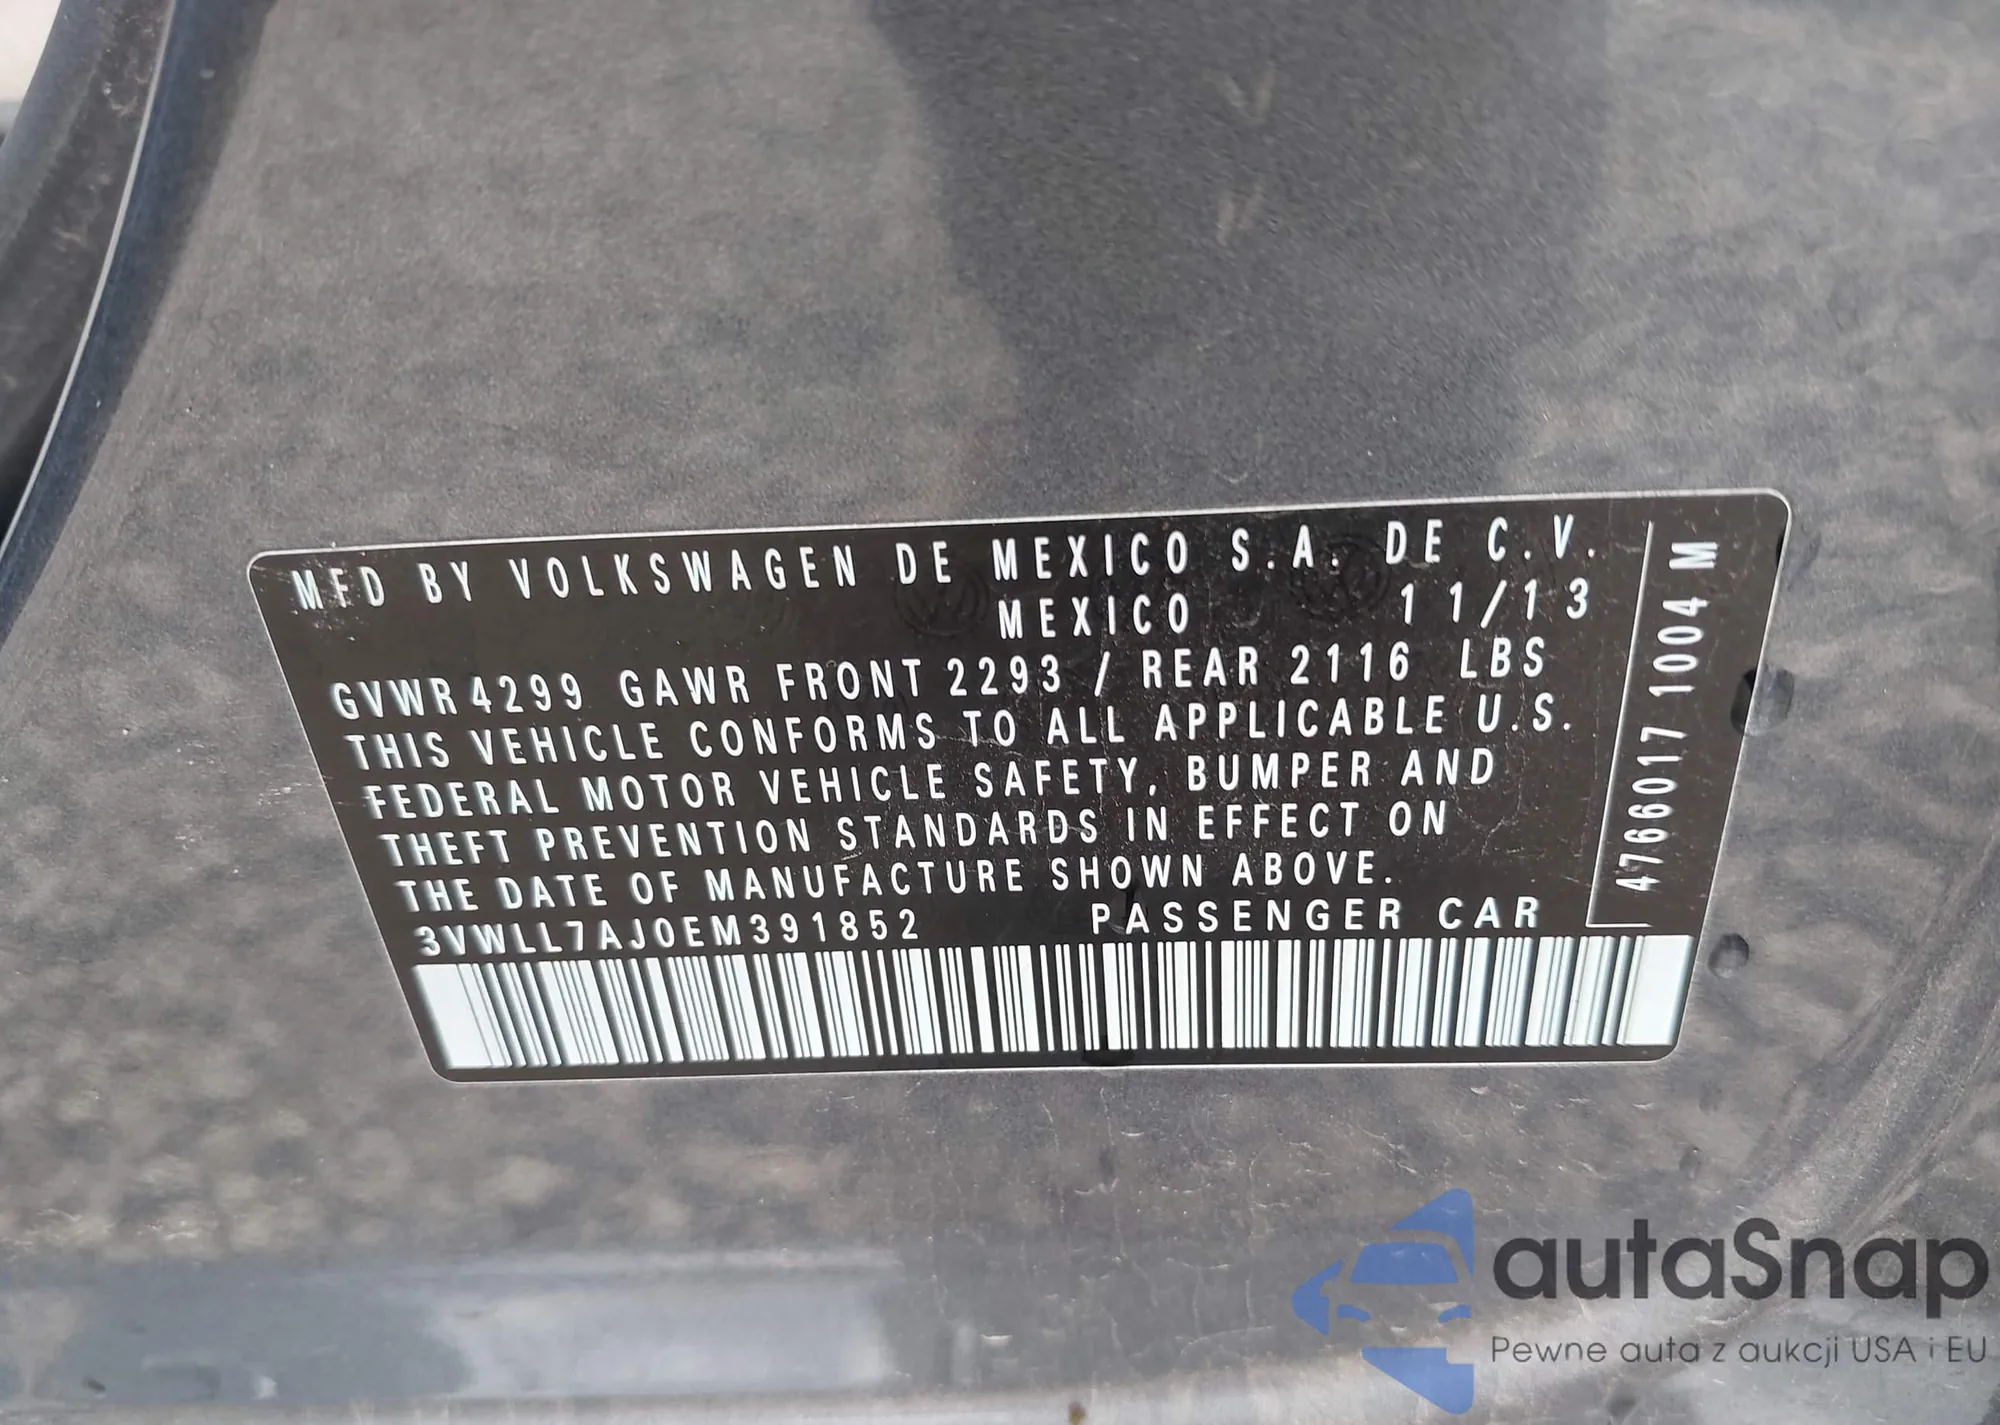 MFD BY VOLKSWAGEN DE MEXICO S.A. DE C.V.
MEXICO 11/13
GVWR 4299 GAWR FRONT 2293 / REAR 2116 LBS
THIS VEHICLE CONFORMS TO ALL APPLICABLE U.S.
FEDERAL MOTOR VEHICLE SAFETY, BUMPER AND
THEFT PREVENTION STANDARDS IN EFFECT ON
THE DATE OF MANUFACTURE SHOWN ABOVE.
3VWLL7AJ0EM391852 PASSENGER CAR
4766017 1004 M
autaSnap
Pewne auta z aukcji USA i EU